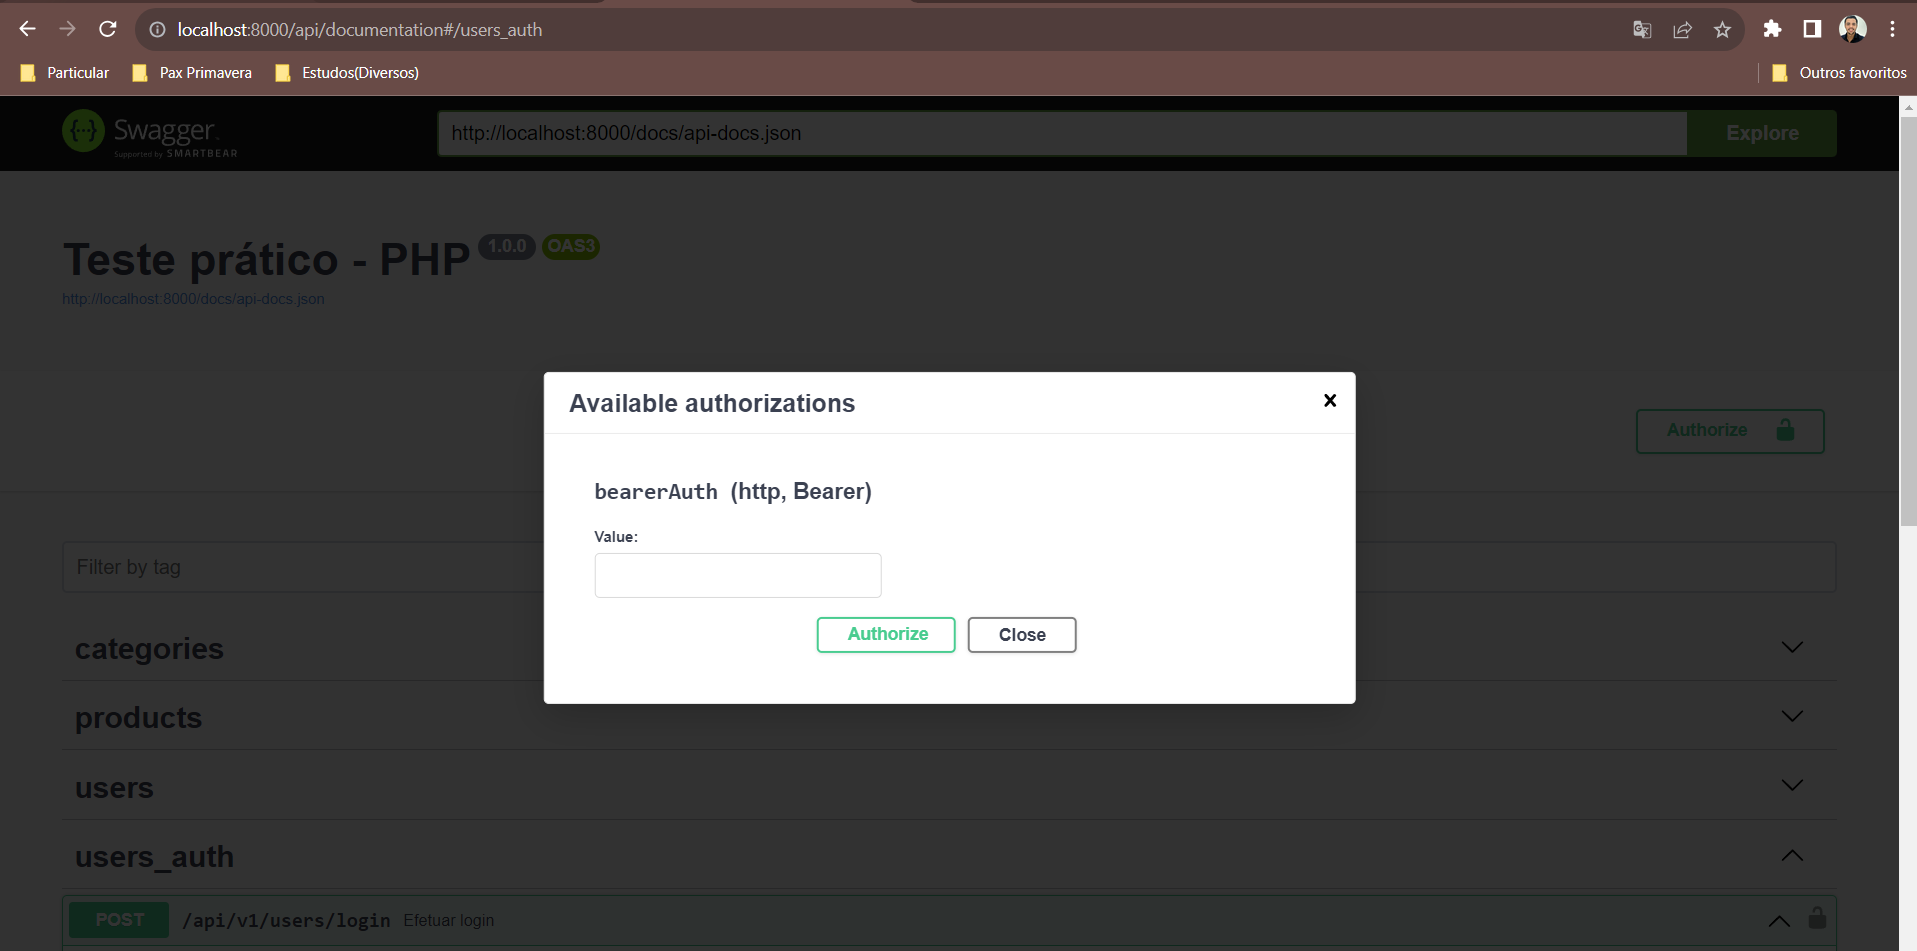 localhost:8000/api/documentation#/users_auth
Particular Pax Primavera Estudos(Diversos) Outros favoritos
{···} Swagger
Supported by SMARTBEAR
http://localhost:8000/docs/api-docs.json Explore
Teste prático - PHP 1.0.0 OAS3
http://localhost:8000/docs/api-docs.json
Available authorizations
Authorize
bearerAuth (http, Bearer)
Value:
Filter by tag
Authorize Close
categories
products
users
users_auth
POST /api/v1/users/login Efetuar login